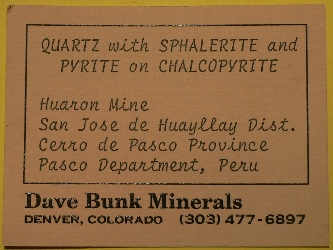 QUARTZ with SPHALERITE and
PYRITE on CHALCOPYRITE
Huaron Mine
San Jose de Huayllay Dist.
Cerro de Pasco Province
Pasco Department, Peru
Dave Bunk Minerals
DENVER, COLORADO (303) 477-6897